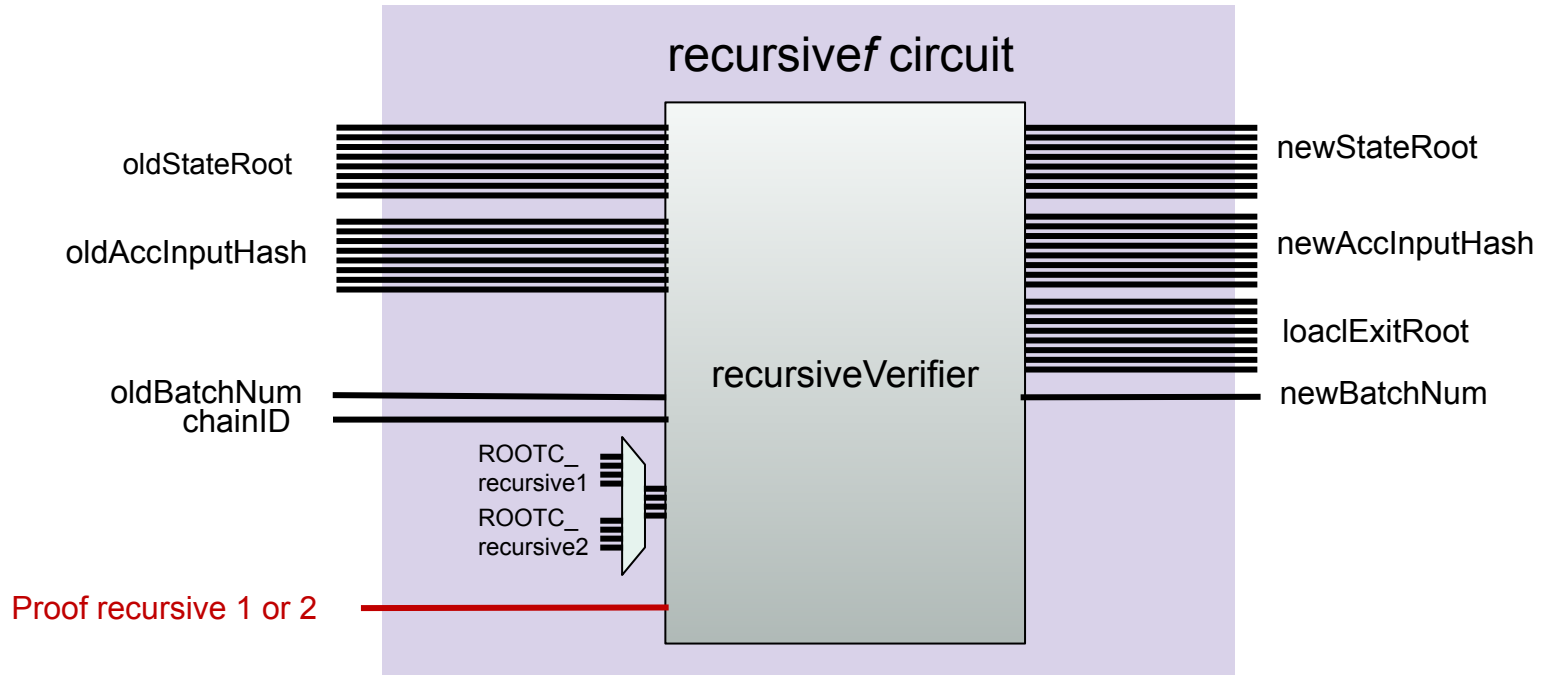 recursivef circuit
oldStateRoot
oldAccInputHash
oldBatchNum
chainID
ROOTC_
recursive1
ROOTC_
recursive2
Proof recursive 1 or 2
recursiveVerifier
newStateRoot
newAccInputHash
loaclExitRoot
newBatchNum